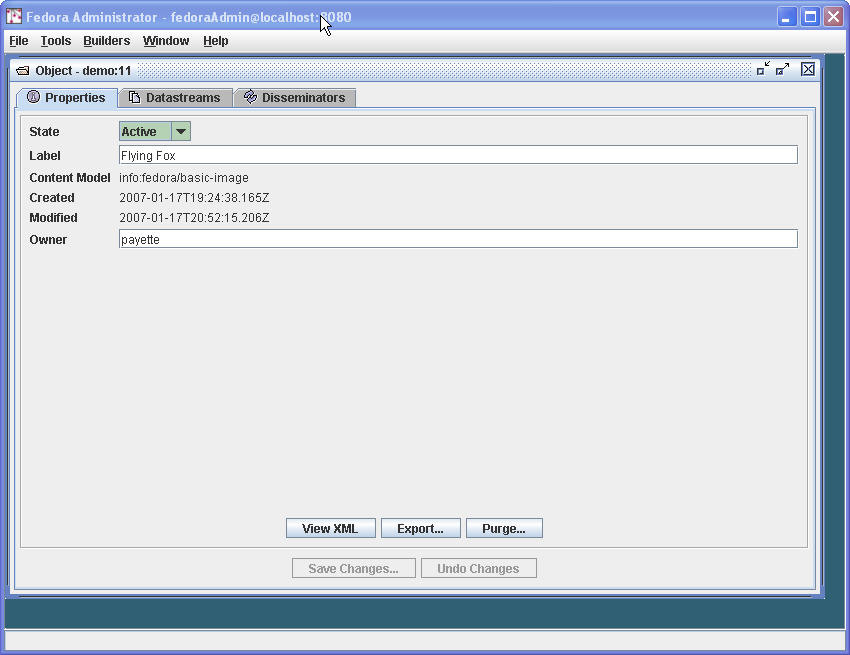 Fedora Administrator - fedoraAdmin@localhost:8080
File Tools Builders Window Help
Object - demo:11
Properties Datastreams Disseminators
State Active
Label Flying Fox
Content Model info:fedora/basic-image
Created 2007-01-17T19:24:38.165Z
Modified 2007-01-17T20:52:15.206Z
Owner payette
View XML Export... Purge...
Save Changes... Undo Changes